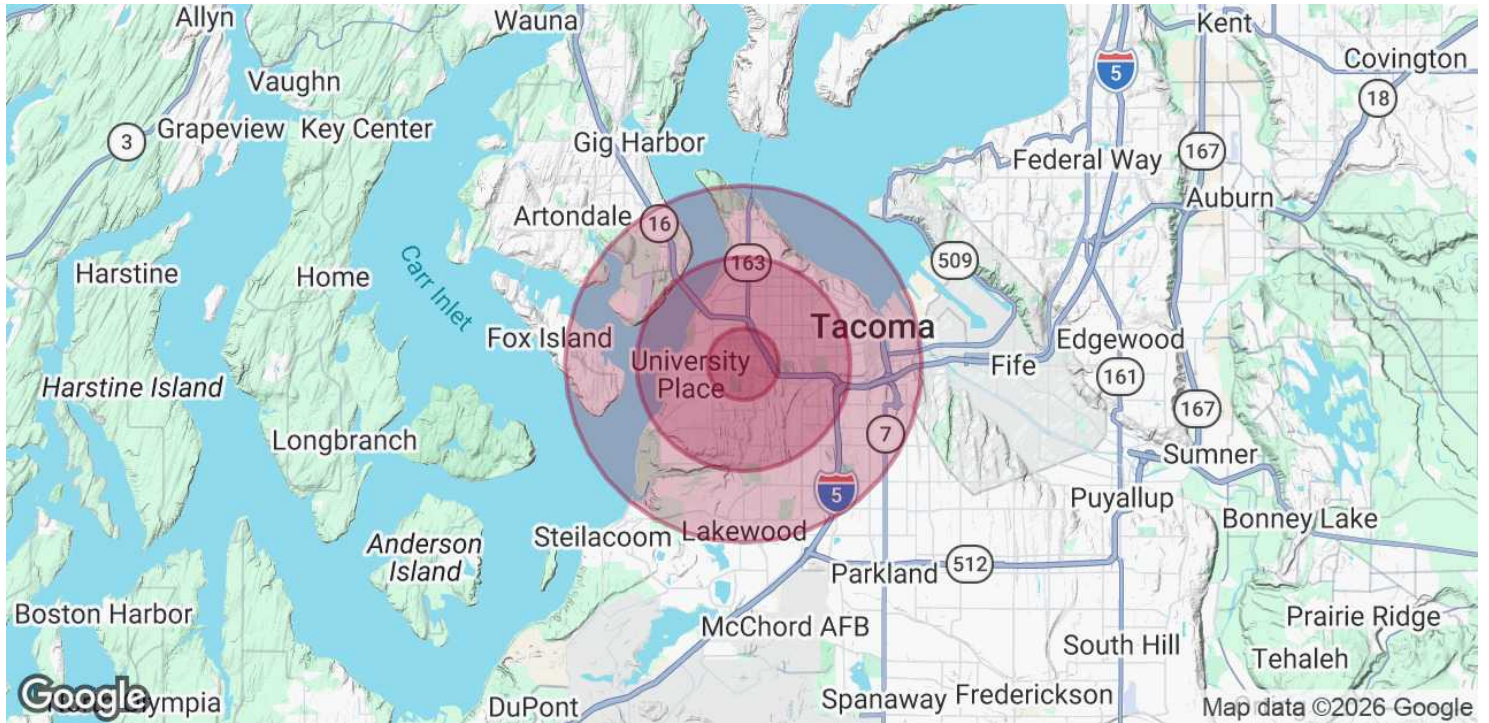 Allyn
Wauna
Kent
Covington
5
Vaughn
18
Grapeview
Key Center
3
Gig Harbor
Federal Way
167
Auburn
Artondale
16
Harstine
Home
Carr Inlet
163
509
Fox Island
Tacoma
Edgewood
University
Place
Fife
161
Harstine Island
167
Longbranch
7
Sumner
5
Puyallup
Steilacoom
Lakewood
Bonney Lake
Anderson
Island
Parkland
512
Boston Harbor
McChord AFB
Prairie Ridge
South Hill
Tehaleh
Google
DuPont
Spanaway
Frederickson
Map data ©2026 Google